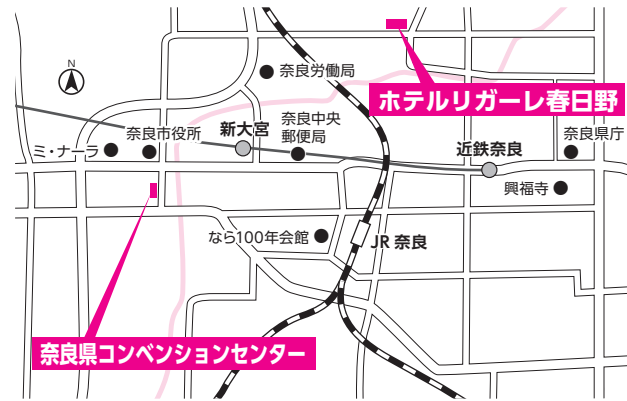 N
奈良労働局
ホテルリガーレ春日野
ミ・ナーラ
奈良市役所
新大宮
奈良中央
郵便局
近鉄奈良
奈良県庁
興福寺
なら100年会館
JR 奈良
奈良県コンベンションセンター